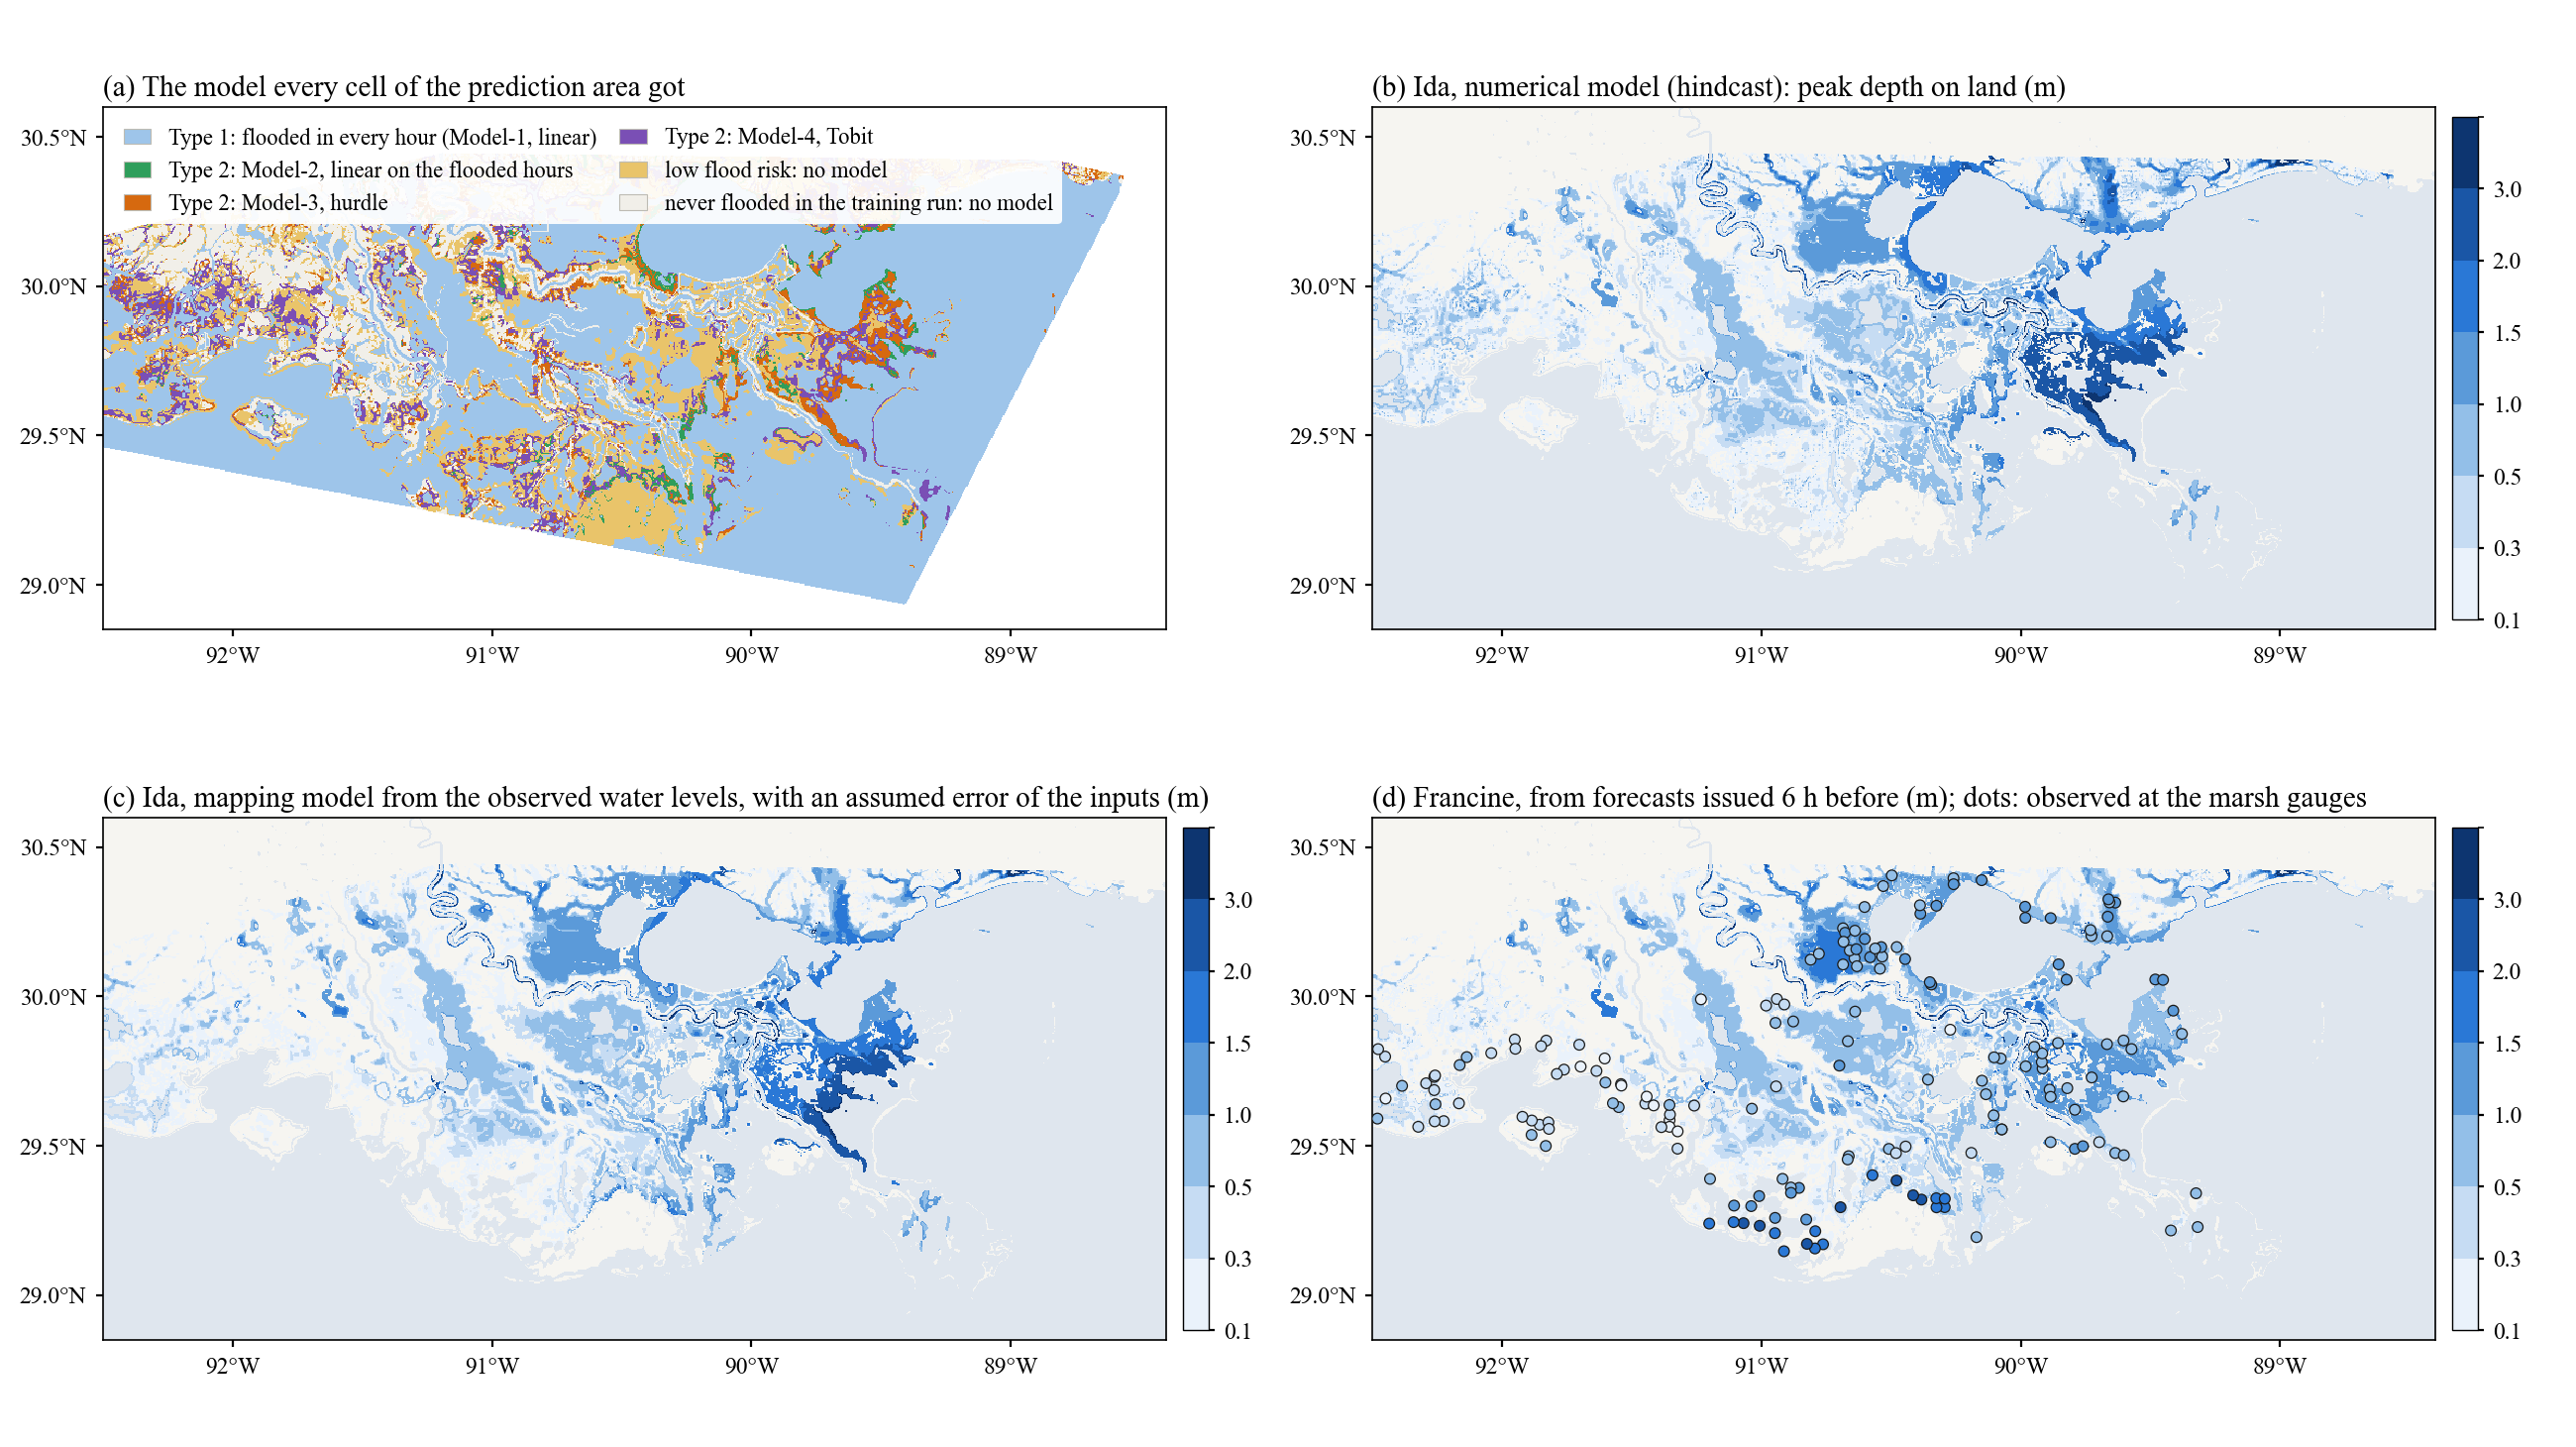 (a) The model every cell of the prediction area got
Type 1: flooded in every hour (Model-1, linear)
Type 2: Model-2, linear on the flooded hours
Type 2: Model-3, hurdle
Type 2: Model-4, Tobit
low flood risk: no model
never flooded in the training run: no model
30.5°N
30.0°N
29.5°N
29.0°N
92°W
91°W
90°W
89°W
(b) Ida, numerical model (hindcast): peak depth on land (m)
30.5°N
30.0°N
29.5°N
29.0°N
92°W
91°W
90°W
89°W
3.0
2.0
1.5
1.0
0.5
0.3
0.1
(c) Ida, mapping model from the observed water levels, with an assumed error of the inputs (m)
30.5°N
30.0°N
29.5°N
29.0°N
92°W
91°W
90°W
89°W
3.0
2.0
1.5
1.0
0.5
0.3
0.1
(d) Francine, from forecasts issued 6 h before (m); dots: observed at the marsh gauges
30.5°N
30.0°N
29.5°N
29.0°N
92°W
91°W
90°W
89°W
3.0
2.0
1.5
1.0
0.5
0.3
0.1